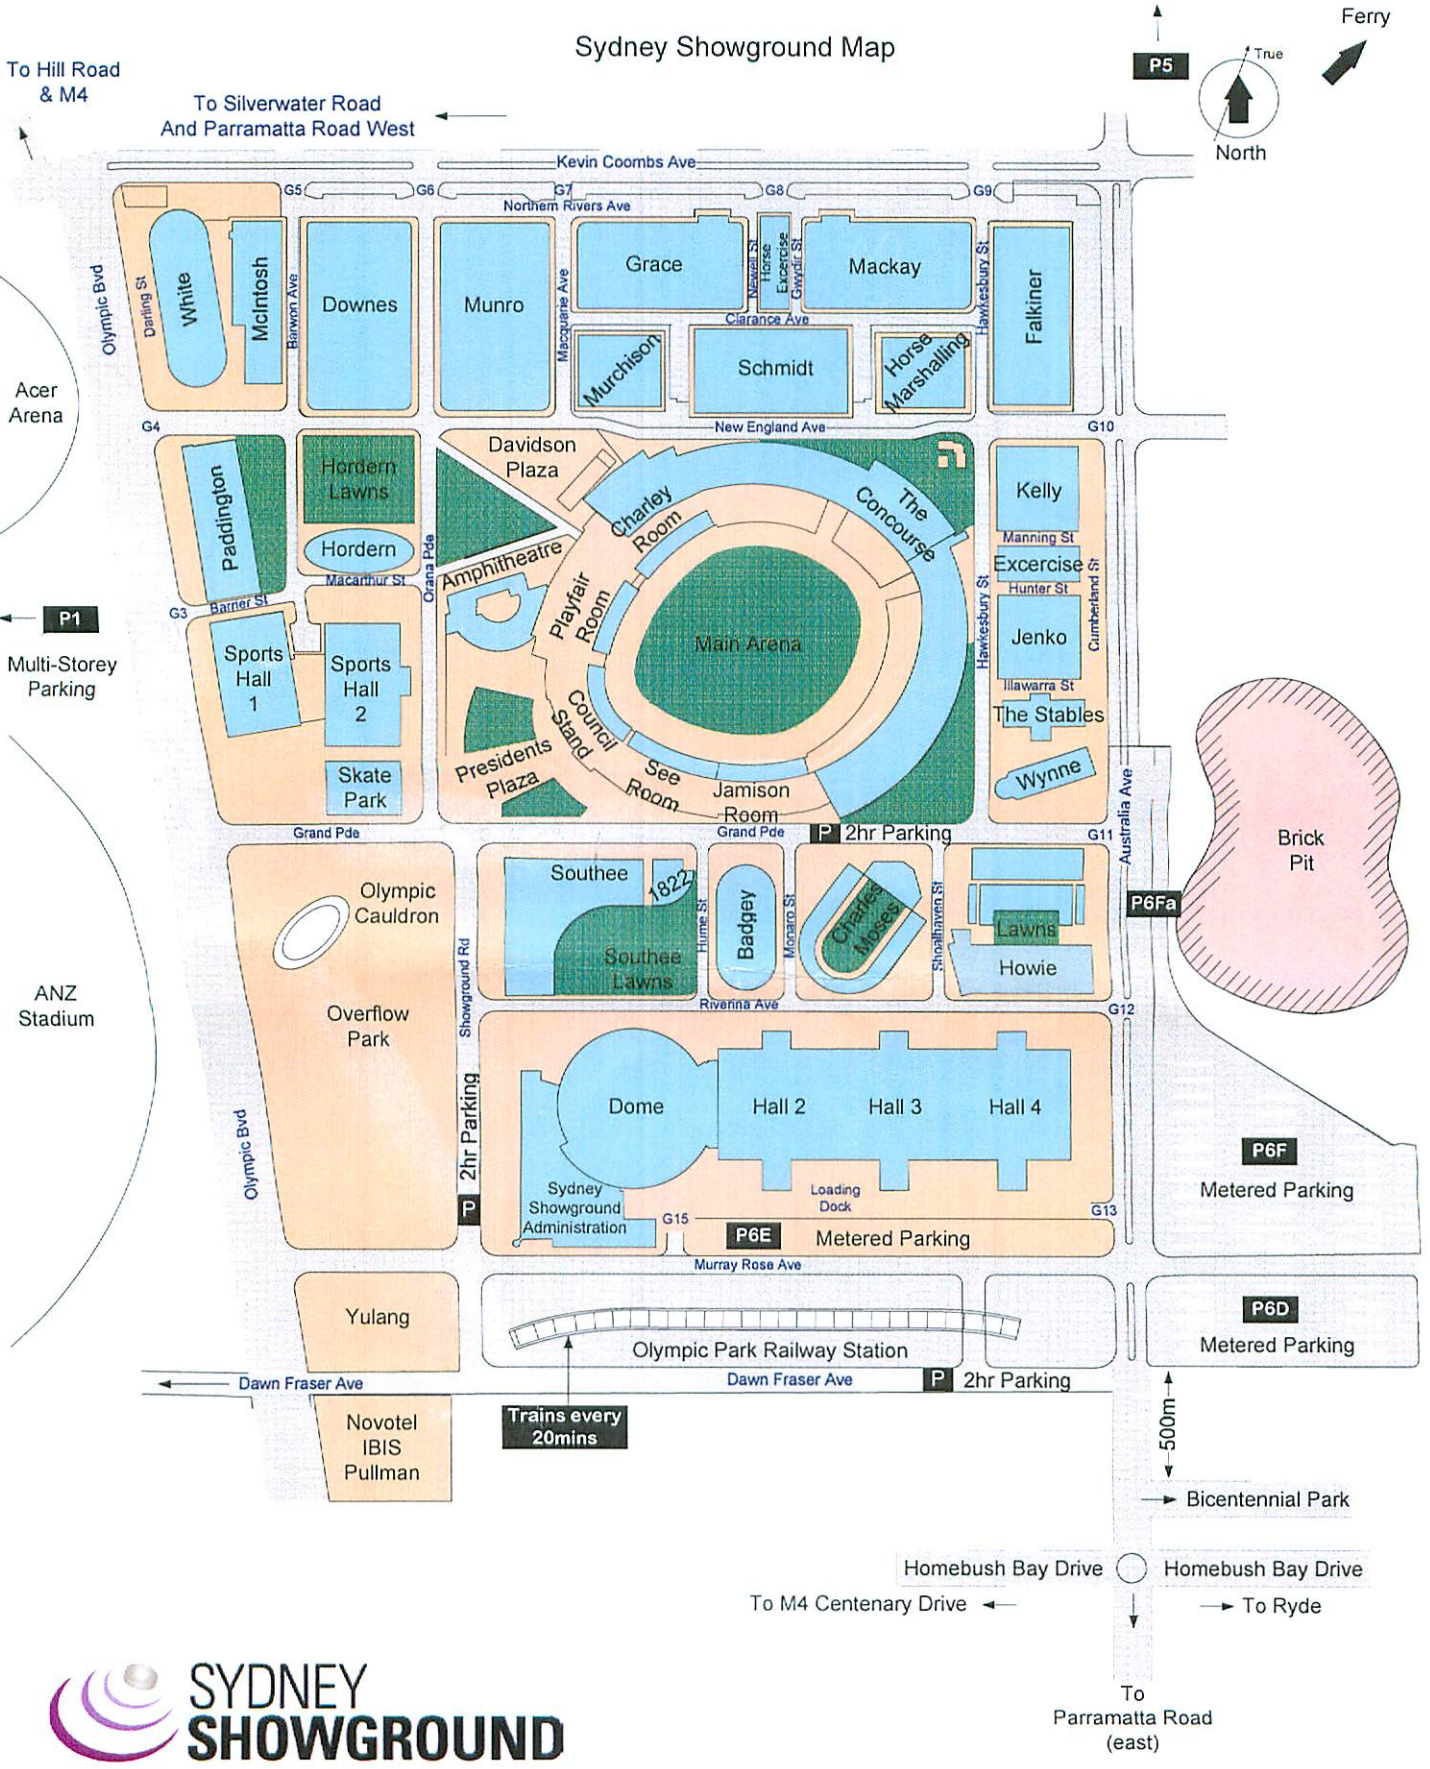 Sydney Showground Map
Ferry
P5
True
North
To Hill Road
& M4
To Silverwater Road
And Parramatta Road West
Kevin Coombs Ave
G5
G6
G7
G8
G9
Northern Rivers Ave
Olympic Bvd
Darling St
White
McIntosh
Barwon Ave
Downes
Munro
Macquarie Ave
Grace
Newell St
Horse
Excercise
Gwydir St
Mackay
Hawkesbury St
Falkiner
Clarance Ave
Murchison
Schmidt
Horse
Marshalling
Acer
Arena
G4
New England Ave
G10
Paddington
Hordern
Lawns
Hordern
Macarthur St
Orana Pde
Davidson
Plaza
Amphitheatre
Charley
Room
The
Concourse
Playfair
Room
Main Arena
Council
Stand
See
Room
Jamison
Room
Presidents
Plaza
Kelly
Manning St
Excercise
Hunter St
Jenko
Cumberland St
Hawkesbury St
Illawarra St
The Stables
Wynne
G3
Barner St
P1
Multi-Storey
Parking
Sports
Hall
1
Sports
Hall
2
Skate
Park
Grand Pde
Grand Pde
P 2hr Parking
G11
Australia Ave
Brick
Pit
P6Fa
Olympic
Cauldron
Overflow
Park
Showground Rd
Southee
1822
Southee
Lawns
Hume St
Badgey
Monaro St
Charles
Moses
Shoalhaven St
Lawns
Howie
Riverina Ave
G12
ANZ
Stadium
Olympic Bvd
2hr Parking
P
Dome
Hall 2
Hall 3
Hall 4
Sydney
Showground
Administration
Loading
Dock
G13
G15
P6E
Metered Parking
P6F
Metered Parking
Murray Rose Ave
Yulang
Olympic Park Railway Station
P6D
Metered Parking
Dawn Fraser Ave
Dawn Fraser Ave
P 2hr Parking
Trains every
20mins
Novotel
IBIS
Pullman
500m
Bicentennial Park
Homebush Bay Drive
Homebush Bay Drive
To M4 Centenary Drive
To Ryde
To
Parramatta Road
(east)
SYDNEY
SHOWGROUND